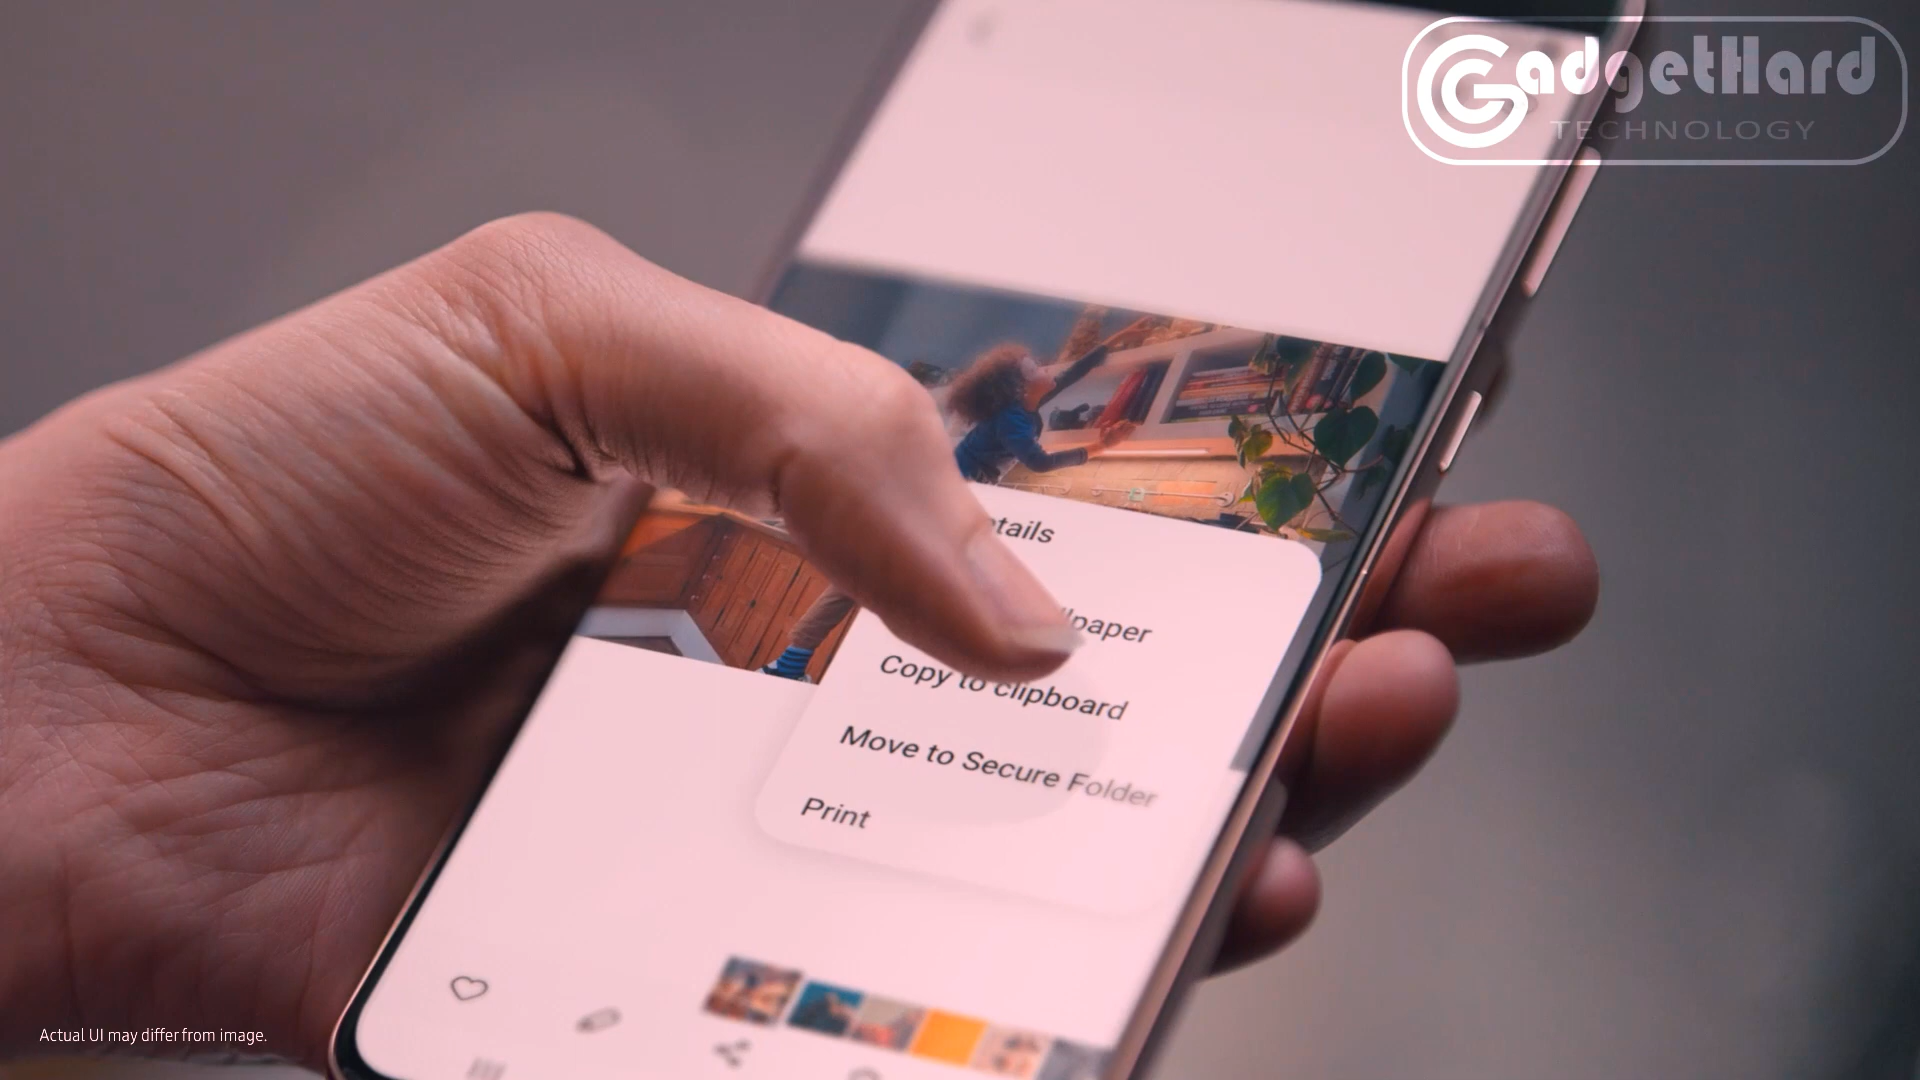 GadgetHard
TECHNOLOGY
Copy to clipboard
Move to Secure Folder
Print
Actual UI may differ from image.